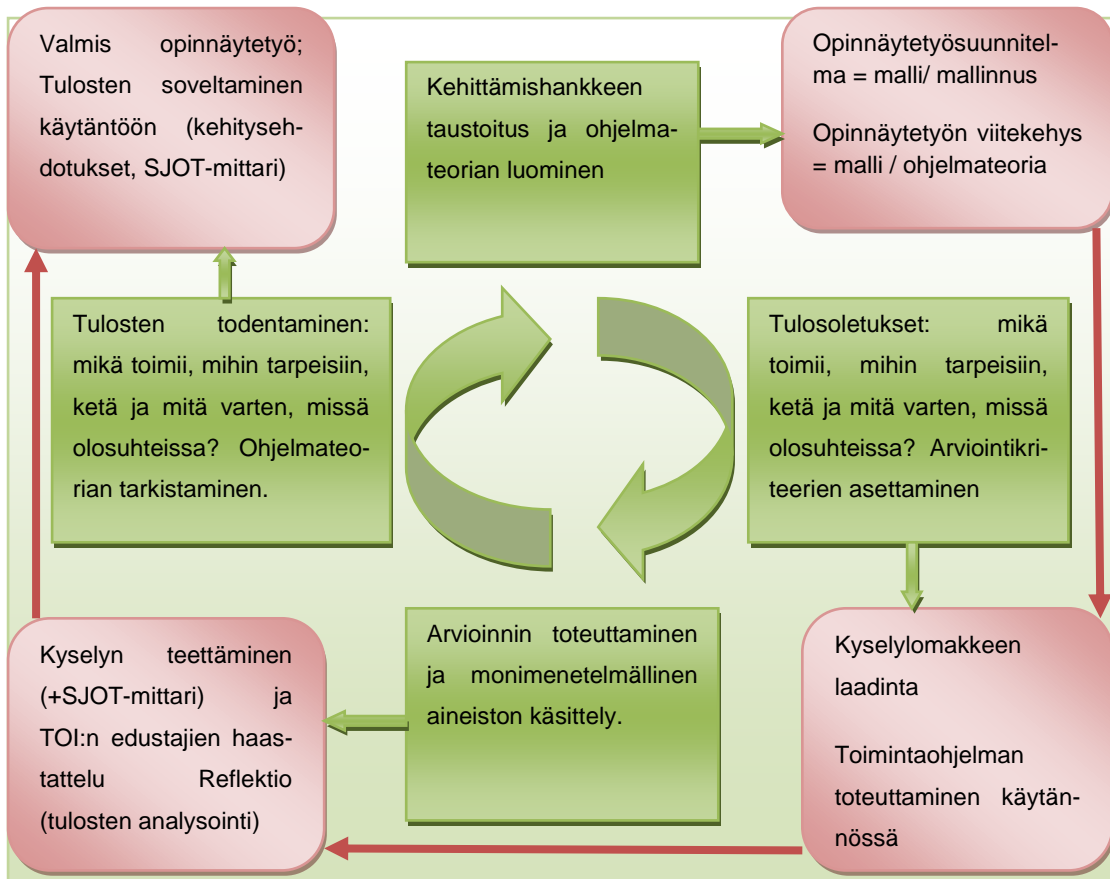 Valmis opinnäytetyö;
Tulosten soveltaminen
käytäntöön (kehityseh-
dotukset, SJOT-mittari)
Kehittämishankkeen
taustoitus ja ohjelma-
teorian luominen
Opinnäytetyösuunnitel-
ma = malli/ mallinnus
Opinnäytetyön viitekehys
= malli / ohjelmateoria
Tulosten todentaminen:
mikä toimii, mihin tarpeisiin,
ketä ja mitä varten, missä
olosuhteissa? Ohjelmateo-
rian tarkistaminen.
Tulosoletukset: mikä
toimii, mihin tarpeisiin,
ketä ja mitä varten, missä
olosuhteissa? Arviointikri-
teerien asettaminen
Kyselyn teettäminen
(+SJOT-mittari) ja
TOI:n edustajien haas-
tattelu Reflektio
(tulosten analysointi)
Arvioinnin toteuttaminen
ja monimenetelmällinen
aineiston käsittely.
Kyselylomakkeen
laadinta
Toimintaohjelman
toteuttaminen käytän-
nössä